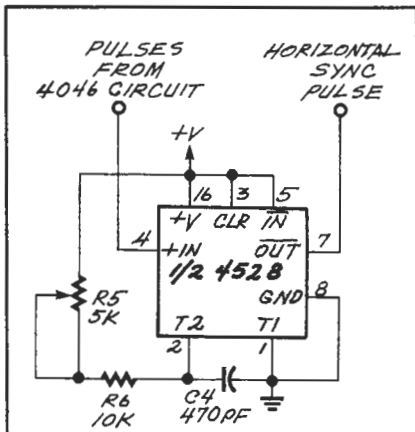 PULSES
FROM
4046 CIRCUIT
HORIZONTAL
SYNC
PULSE
+V
16 3 5
+V CLR IN
4 +IN
OUT 7
1/2 4528
GND 8
R5
5K
T2 T1
2 1
R6
10K
C4
470PF